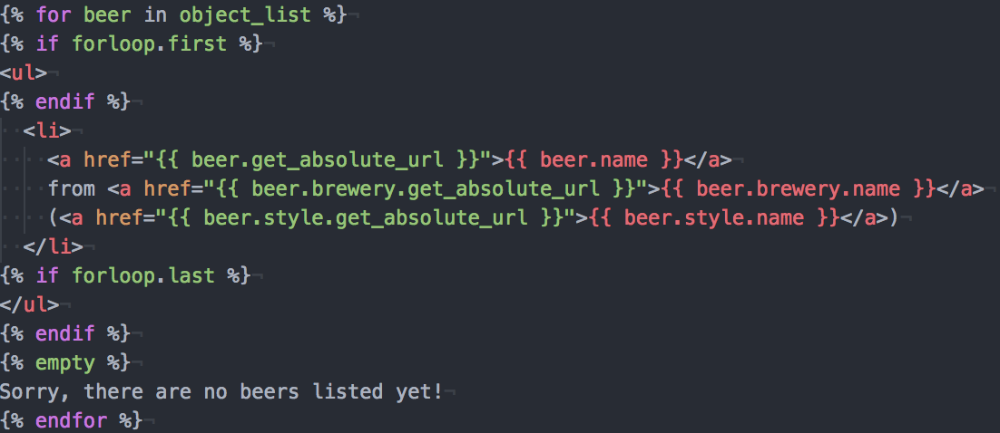 {% for beer in object_list %}
{% if forloop.first %}
<ul>
{% endif %}
  <li>
    <a href="{{ beer.get_absolute_url }}">{{ beer.name }}</a>
    from <a href="{{ beer.brewery.get_absolute_url }}">{{ beer.brewery.name }}</a>
    (<a href="{{ beer.style.get_absolute_url }}">{{ beer.style.name }}</a>)
  </li>
{% if forloop.last %}
</ul>
{% endif %}
{% empty %}
Sorry, there are no beers listed yet!
{% endfor %}